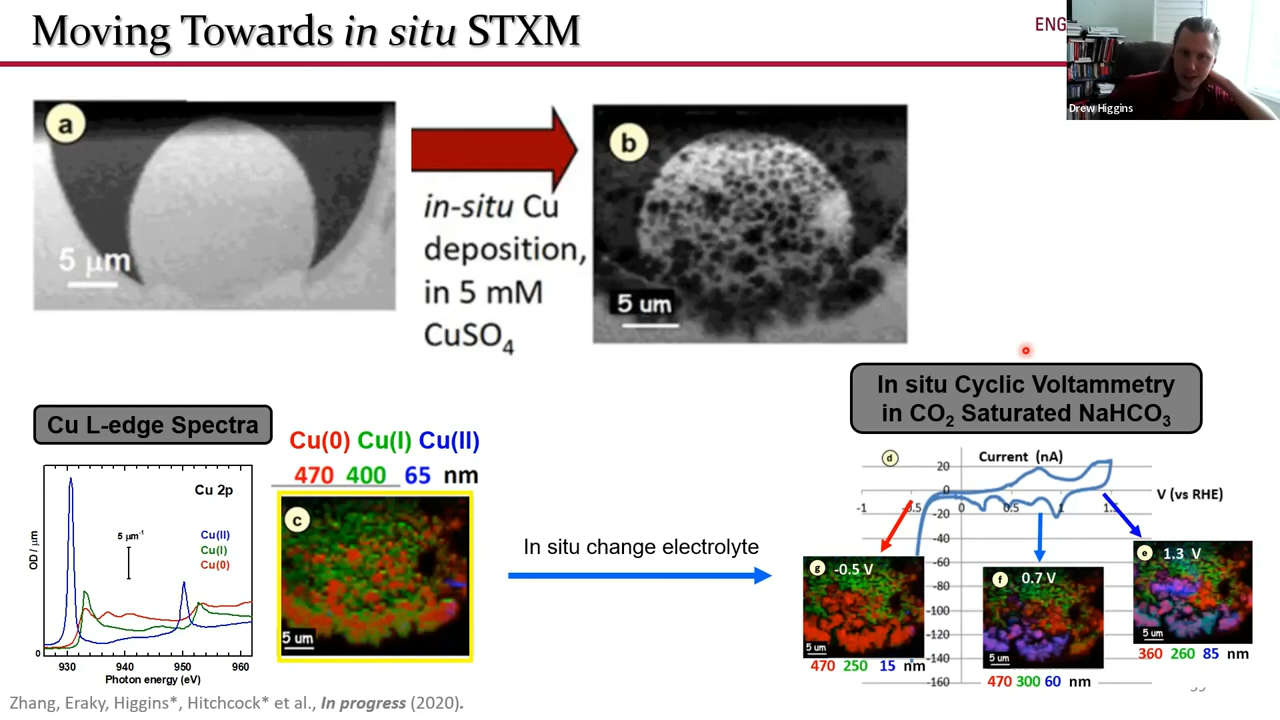 Moving Towards in situ STXM
ENG
Drew Higgins
a
5 μm
in-situ Cu
deposition,
in 5 mM
CuSO₄
b
5 um
Cu L-edge Spectra
Cu(0) Cu(I) Cu(II)
470 400 65 nm
Cu 2p
5 µm⁻¹
Cu(II)
Cu(I)
Cu(0)
OD / µm
0
930 940 950 960
Photon energy (eV)
c
5 um
In situ change electrolyte
In situ Cyclic Voltammetry
in CO₂ Saturated NaHCO₃
d
Current (nA)
V (vs RHE)
20
0
-20
-40
-60
-80
-100
-120
-140
-160
-1 -0.5 0 0.5 1 1.5
g -0.5 V
5 um
470 250 15 nm
f 0.7 V
5 um
470 300 60 nm
e 1.3 V
5 um
360 260 85 nm
Zhang, Eraky, Higgins*, Hitchcock* et al., In progress (2020).